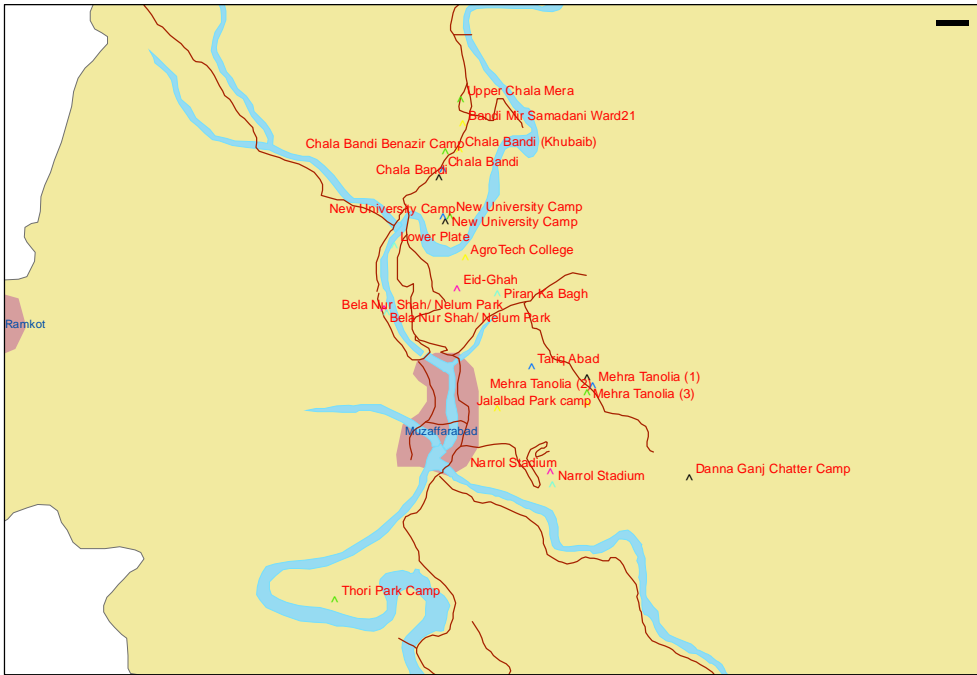 Upper Chala Mera
Bandi Mir Samadani Ward21
Chala Bandi Benazir Camp
Chala Bandi (Khubaib)
Chala Bandi
Chala Bandi
New University Camp
New University Camp
New University Camp
Lower Plate
AgroTech College
Eid-Ghah
Piran Ka Bagh
Bela Nur Shah/ Nelum Park
Bela Nur Shah/ Nelum Park
Ramkot
Tariq Abad
Mehra Tanolia (1)
Mehra Tanolia (2)
Mehra Tanolia (3)
Jalalbad Park camp
Muzaffarabad
Narrol Stadium
Narrol Stadium
Danna Ganj Chatter Camp
Thori Park Camp